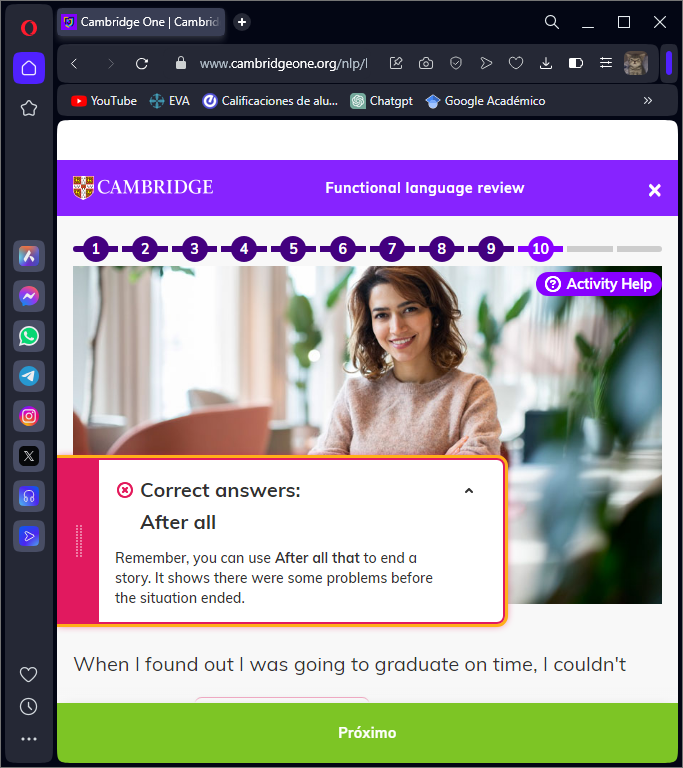 Cambridge One | Cambrid
www.cambridgeone.org/nlp/l
YouTube
EVA
Calificaciones de alu...
Chatgpt
Google Académico
CAMBRIDGE
Functional language review
1 2 3 4 5 6 7 8 9 10
Activity Help
Correct answers:
After all
Remember, you can use After all that to end a
story. It shows there were some problems before
the situation ended.
When I found out I was going to graduate on time, I couldn't
Próximo